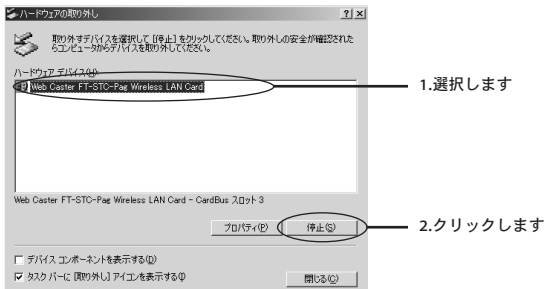 ハードウェアの取り外し
取り外すデバイスを選択して [停止] をクリックしてください。取り外しの安全が確認された
らコンピュータからデバイスを取り外してください。
ハードウェア デバイス(H)
Web Caster FT-STC-Pag Wireless LAN Card
1.選択します
Web Caster FT-STC-Pag Wireless LAN Card - CardBus スロット 3
プロパティ(P)
停止(S)
2.クリックします
デバイス コンポーネントを表示する(D)
タスク バーに [取り外し] アイコンを表示する(I)
閉じる(C)